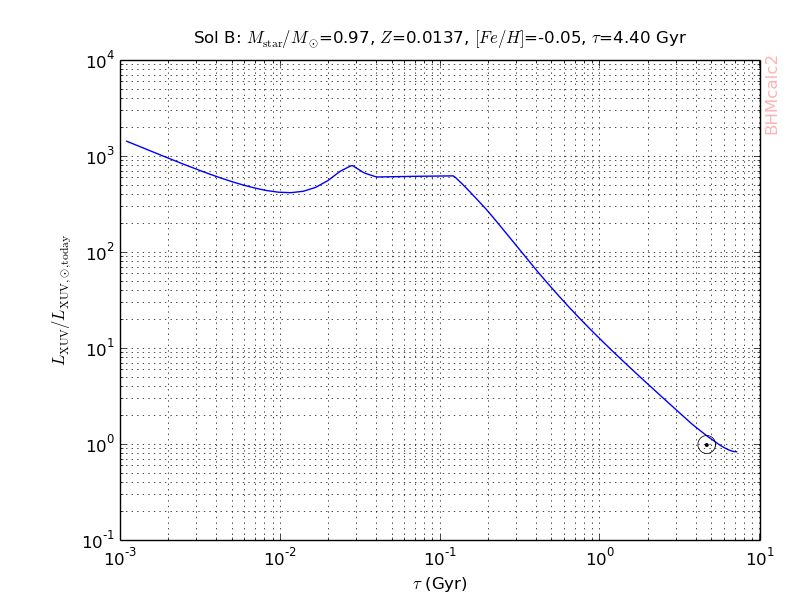 Sol B: M_star/M_⊙=0.97, Z=0.0137, [Fe/H]=-0.05, τ=4.40 Gyr
BHMcalc2
L_XUV/L_XUV,⊙,today
10^4
10^3
10^2
10^1
10^0
10^-1
10^-3 10^-2 10^-1 10^0 10^1
τ (Gyr)